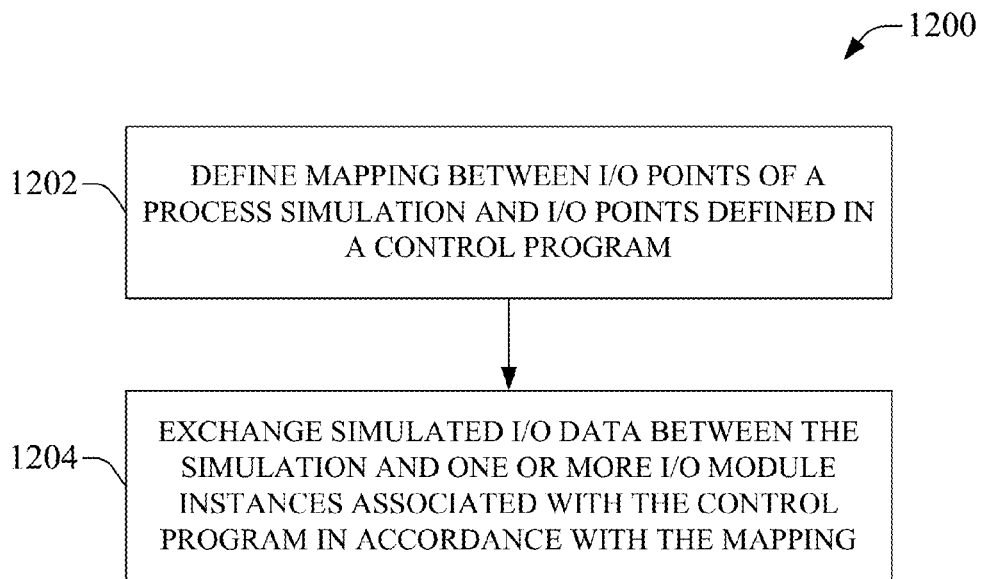 1200
1202
DEFINE MAPPING BETWEEN I/O POINTS OF A
PROCESS SIMULATION AND I/O POINTS DEFINED IN
A CONTROL PROGRAM
1204
EXCHANGE SIMULATED I/O DATA BETWEEN THE
SIMULATION AND ONE OR MORE I/O MODULE
INSTANCES ASSOCIATED WITH THE CONTROL
PROGRAM IN ACCORDANCE WITH THE MAPPING